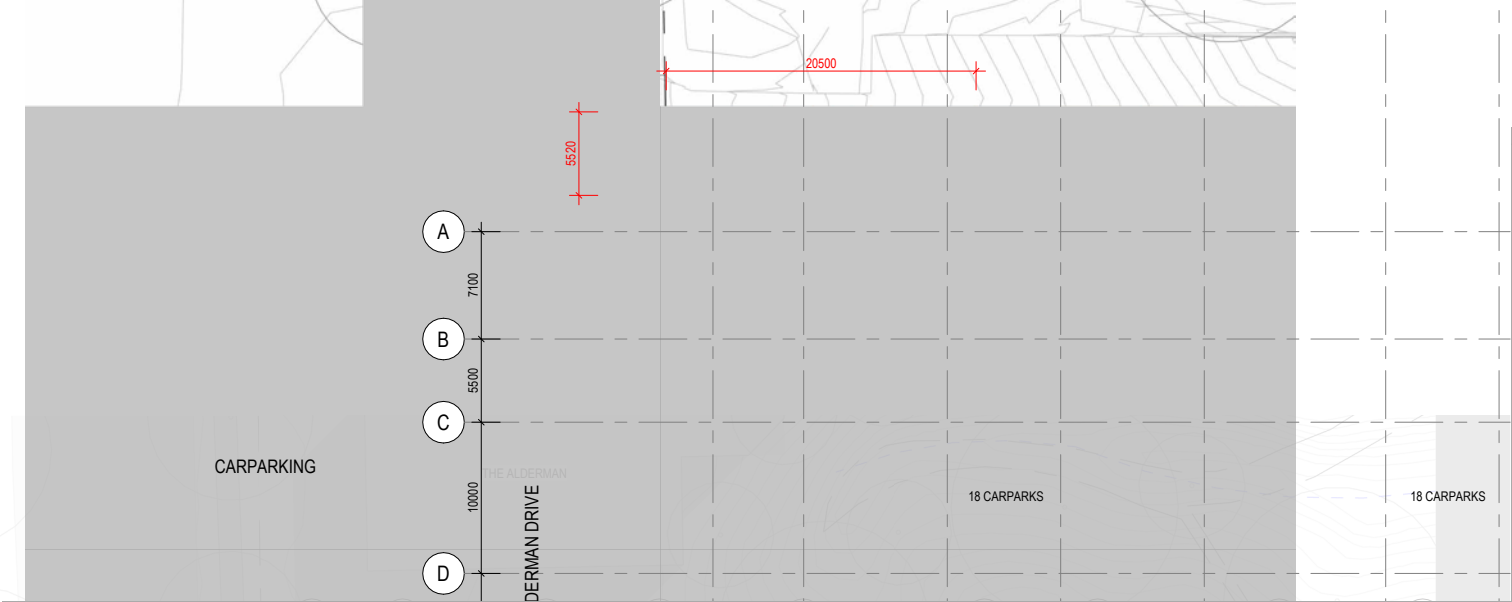 20500
5520
A
7100
B
5500
C
CARPARKING
THE ALDERMAN
10000
DERMAN DRIVE
18 CARPARKS
18 CARPARKS
D